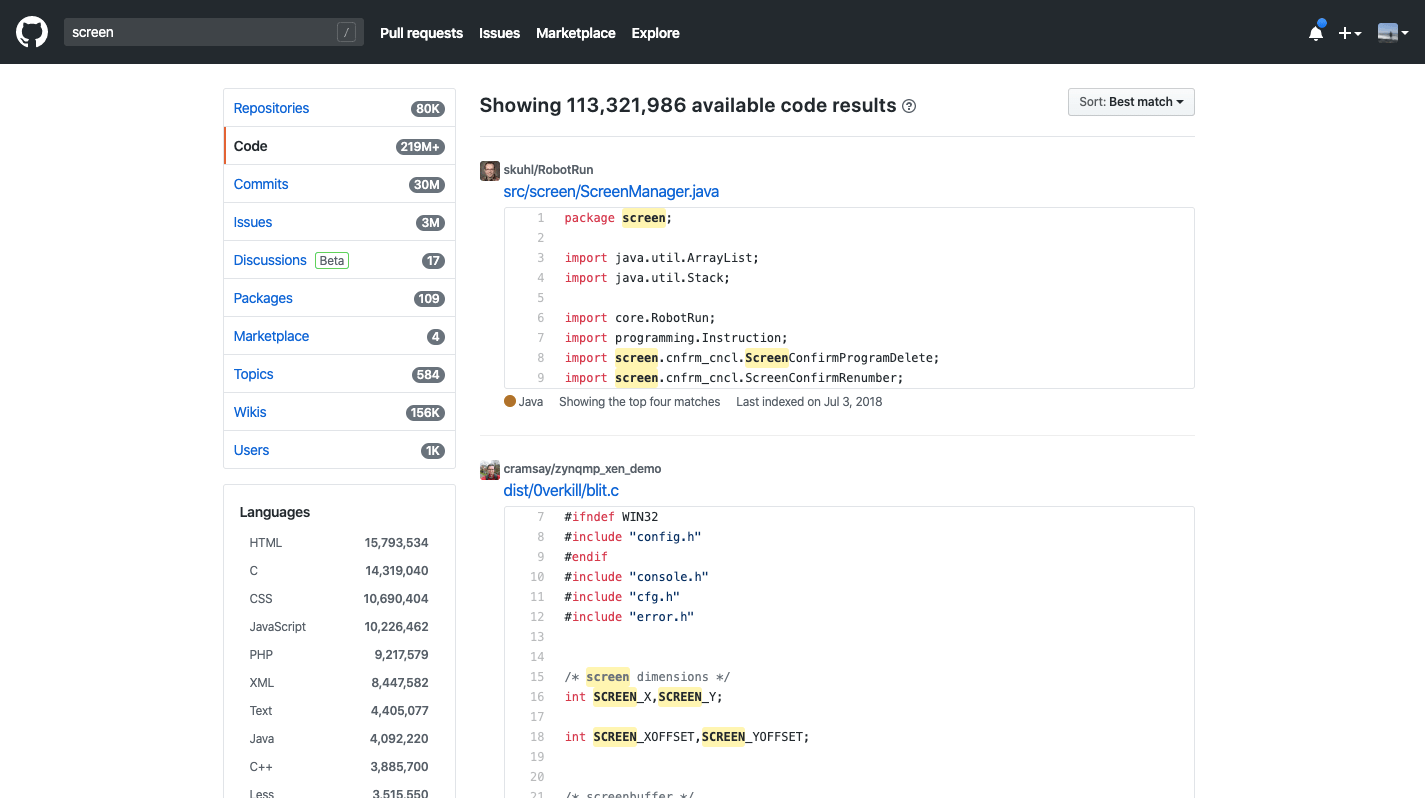 screen /
Pull requests Issues Marketplace Explore
Repositories 80K
Code 219M+
Commits 30M
Issues 3M
Discussions Beta 17
Packages 109
Marketplace 4
Topics 584
Wikis 156K
Users 1K
Languages
HTML 15,793,534
C 14,319,040
CSS 10,690,404
JavaScript 10,226,462
PHP 9,217,579
XML 8,447,582
Text 4,405,077
Java 4,092,220
C++ 3,885,700
Less 3,515,550
Showing 113,321,986 available code results ?
Sort: Best match
skuhl/RobotRun
src/screen/ScreenManager.java
1 package screen;
2
3 import java.util.ArrayList;
4 import java.util.Stack;
5
6 import core.RobotRun;
7 import programming.Instruction;
8 import screen.cnfrm_cncl.ScreenConfirmProgramDelete;
9 import screen.cnfrm_cncl.ScreenConfirmRenumber;
Java Showing the top four matches Last indexed on Jul 3, 2018
cramsay/zynqmp_xen_demo
dist/0verkill/blit.c
7 #ifndef WIN32
8 #include "config.h"
9 #endif
10 #include "console.h"
11 #include "cfg.h"
12 #include "error.h"
13
14
15 /* screen dimensions */
16 int SCREEN_X,SCREEN_Y;
17
18 int SCREEN_XOFFSET,SCREEN_YOFFSET;
19
20
21 /* screenbuffer */